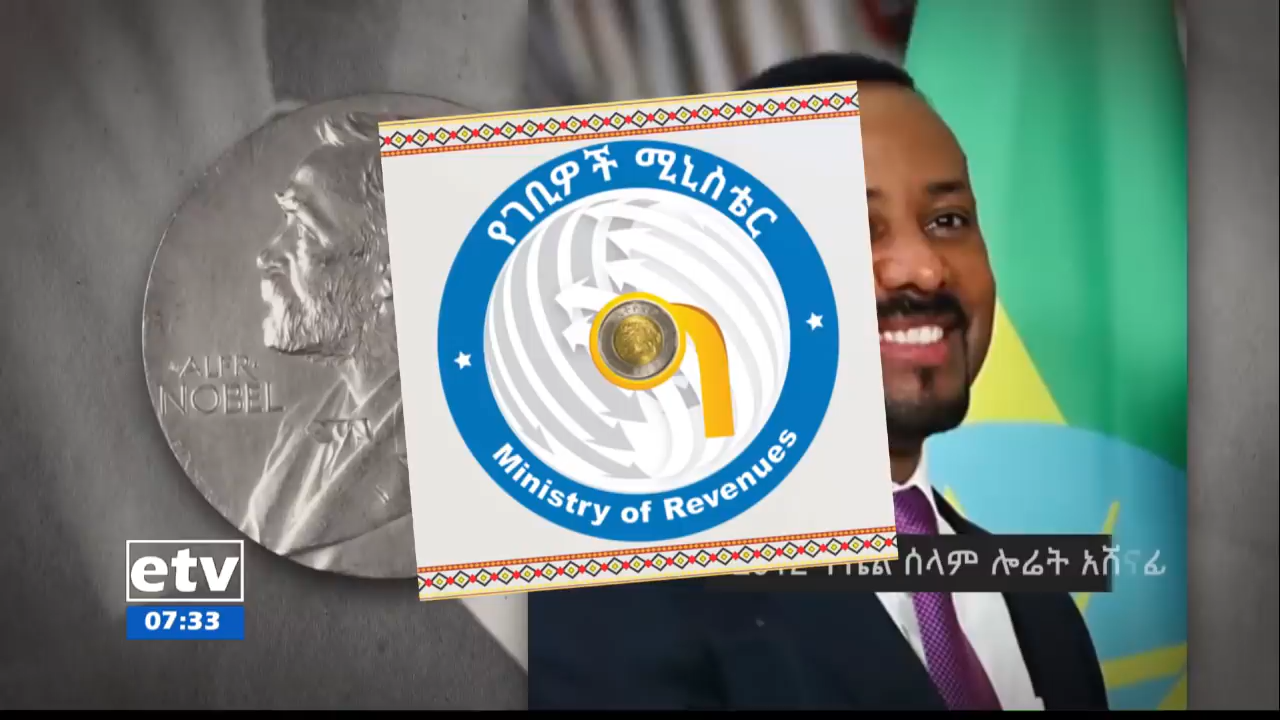 የገቢዎች ሚኒስቴር
Ministry of Revenues
·ALFR·
NOBEL
ሰላም ሎሬት አሸናፊ
etv
07:33